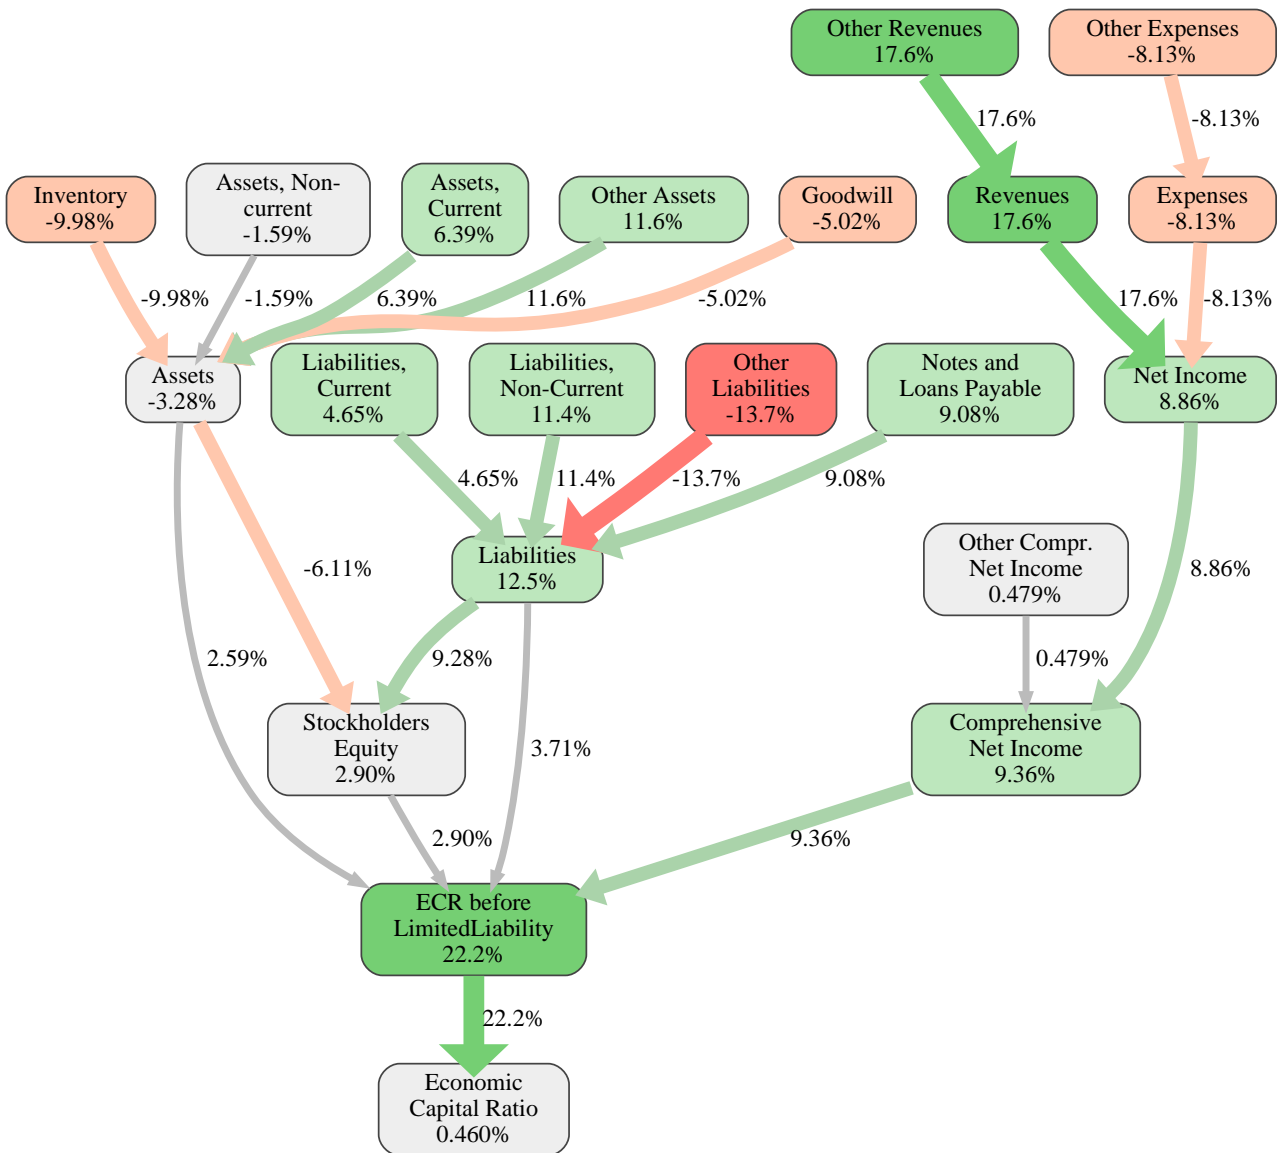 Other Revenues
17.6%
Other Expenses
-8.13%
17.6%
-8.13%
Inventory
-9.98%
Assets, Non-
current
-1.59%
Assets,
Current
6.39%
Other Assets
11.6%
Goodwill
-5.02%
Revenues
17.6%
Expenses
-8.13%
-9.98%
-1.59%
6.39%
11.6%
-5.02%
17.6%
-8.13%
Assets
-3.28%
Liabilities,
Current
4.65%
Liabilities,
Non-Current
11.4%
Other
Liabilities
-13.7%
Notes and
Loans Payable
9.08%
Net Income
8.86%
4.65%
11.4%
-13.7%
9.08%
-6.11%
Liabilities
12.5%
Other Compr.
Net Income
0.479%
8.86%
2.59%
9.28%
0.479%
Stockholders
Equity
2.90%
3.71%
Comprehensive
Net Income
9.36%
2.90%
9.36%
ECR before
LimitedLiability
22.2%
22.2%
Economic
Capital Ratio
0.460%